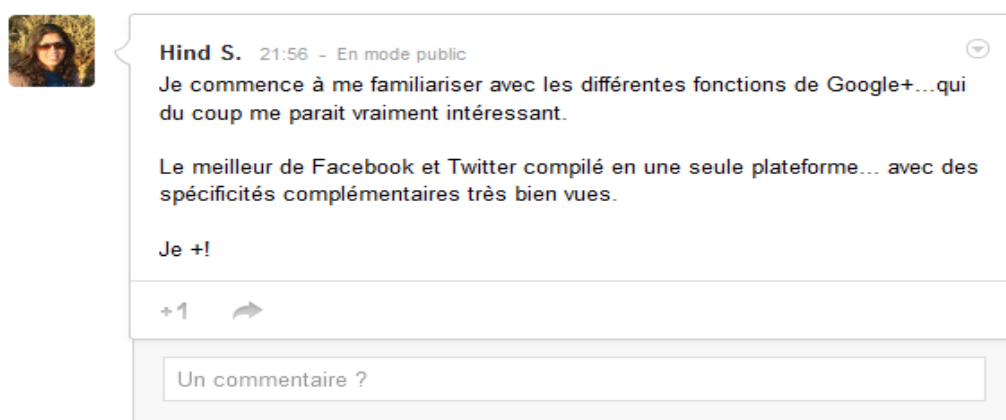 Hind S. 21:56 - En mode public
Je commence à me familiariser avec les différentes fonctions de Google+...qui
du coup me parait vraiment intéressant.
Le meilleur de Facebook et Twitter compilé en une seule plateforme... avec des
spécificités complémentaires très bien vues.
Je +!
+1
Un commentaire ?